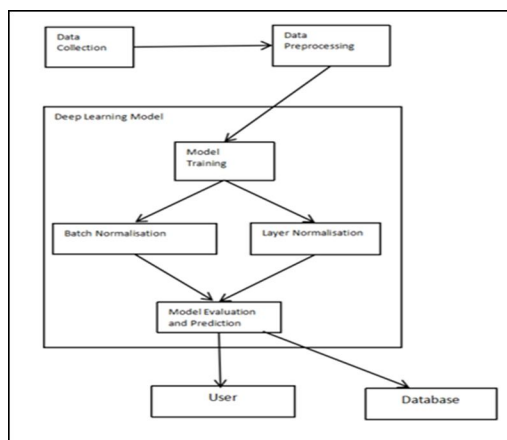 Data
Collection
Data
Preprocessing
Deep Learning Model
Model
Training
Batch Normalisation
Layer Normalisation
Model Evaluation
and Prediction
User
Database